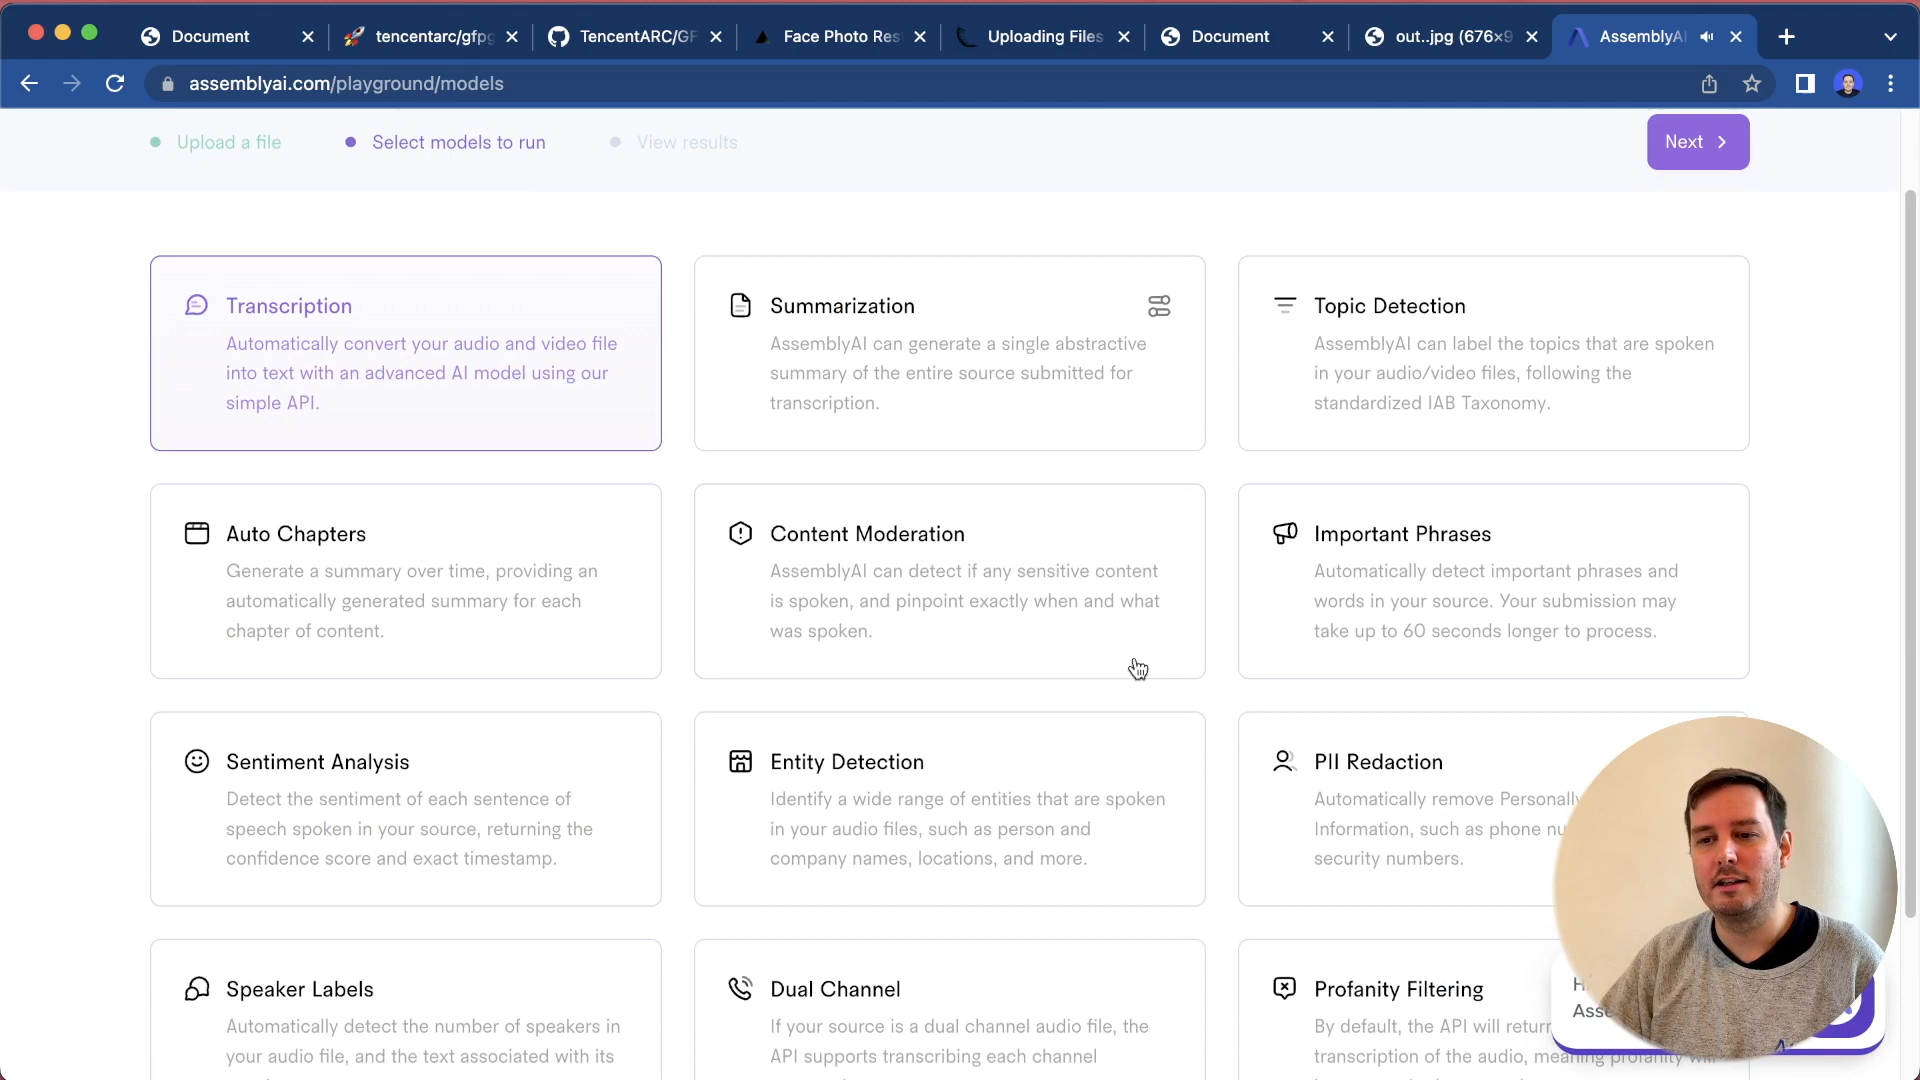 Document
tencentarc/gfpg
TencentARC/GF
Face Photo Res
Uploading Files
Document
out..jpg (676×9
AssemblyAI
assemblyai.com/playground/models
Upload a file
Select models to run
View results
Next
Transcription
Automatically convert your audio and video file
into text with an advanced AI model using our
simple API.
Summarization
AssemblyAI can generate a single abstractive
summary of the entire source submitted for
transcription.
Topic Detection
AssemblyAI can label the topics that are spoken
in your audio/video files, following the
standardized IAB Taxonomy.
Auto Chapters
Generate a summary over time, providing an
automatically generated summary for each
chapter of content.
Content Moderation
AssemblyAI can detect if any sensitive content
is spoken, and pinpoint exactly when and what
was spoken.
Important Phrases
Automatically detect important phrases and
words in your source. Your submission may
take up to 60 seconds longer to process.
Sentiment Analysis
Detect the sentiment of each sentence of
speech spoken in your source, returning the
confidence score and exact timestamp.
Entity Detection
Identify a wide range of entities that are spoken
in your audio files, such as person and
company names, locations, and more.
PII Redaction
Automatically remove Personally
Information, such as phone nu
security numbers.
Speaker Labels
Automatically detect the number of speakers in
your audio file, and the text associated with its
Dual Channel
If your source is a dual channel audio file, the
API supports transcribing each channel
Profanity Filtering
By default, the API will return
transcription of the audio, meaning profanity will